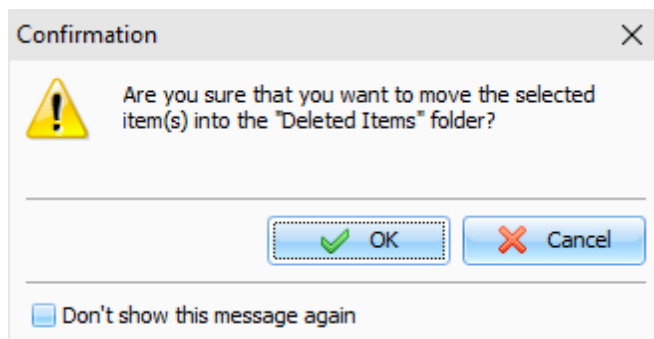 Confirmation
Are you sure that you want to move the selected
item(s) into the "Deleted Items" folder?
OK
Cancel
Don't show this message again